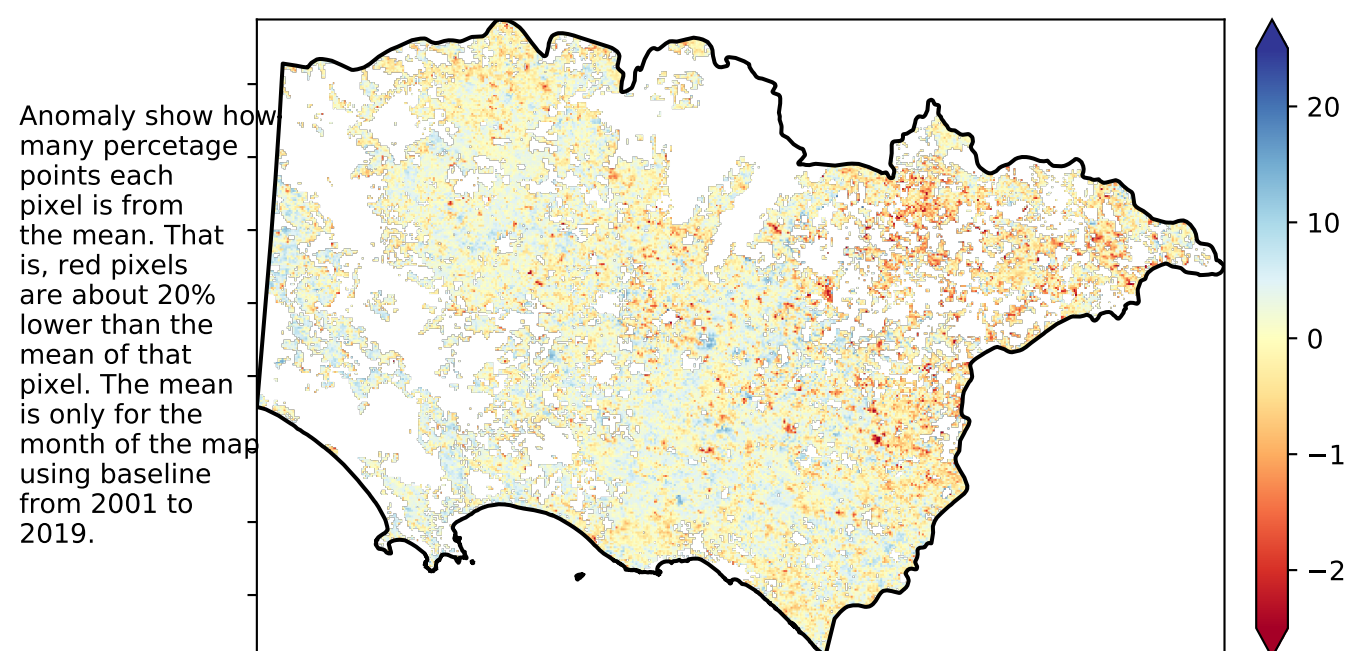 Anomaly show how
many percetage
points each
pixel is from
the mean. That
is, red pixels
are about 20%
lower than the
mean of that
pixel. The mean
is only for the
month of the map
using baseline
from 2001 to
2019.
20
10
0
−1
−2